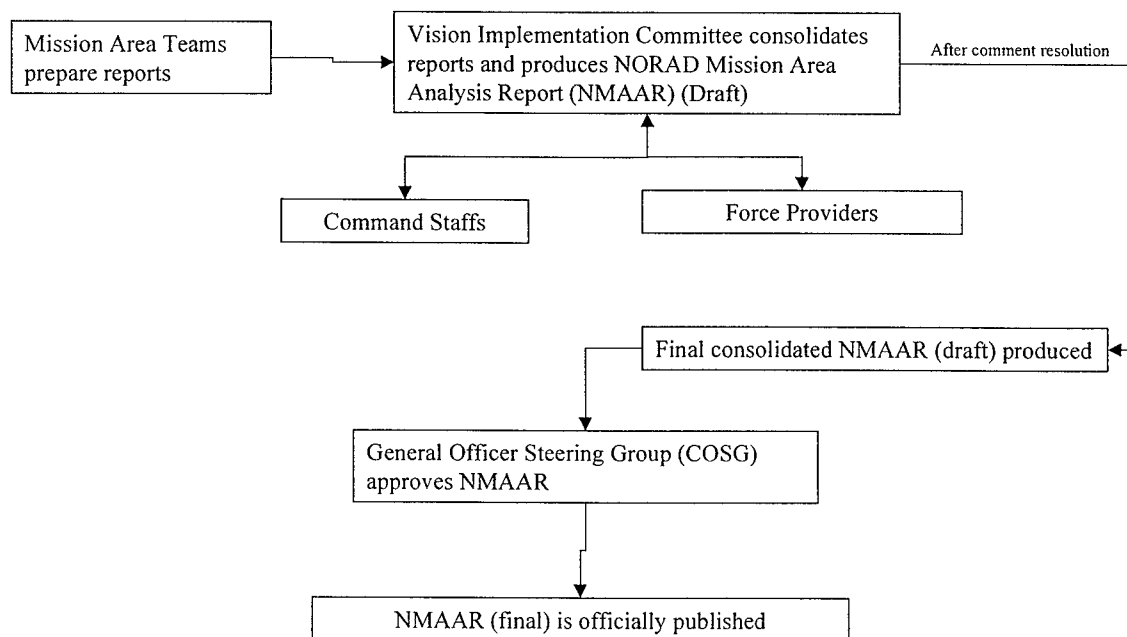 Mission Area Teams
prepare reports
Vision Implementation Committee consolidates
reports and produces NORAD Mission Area
Analysis Report (NMAAR) (Draft)
After comment resolution
Command Staffs
Force Providers
Final consolidated NMAAR (draft) produced
General Officer Steering Group (COSG)
approves NMAAR
NMAAR (final) is officially published